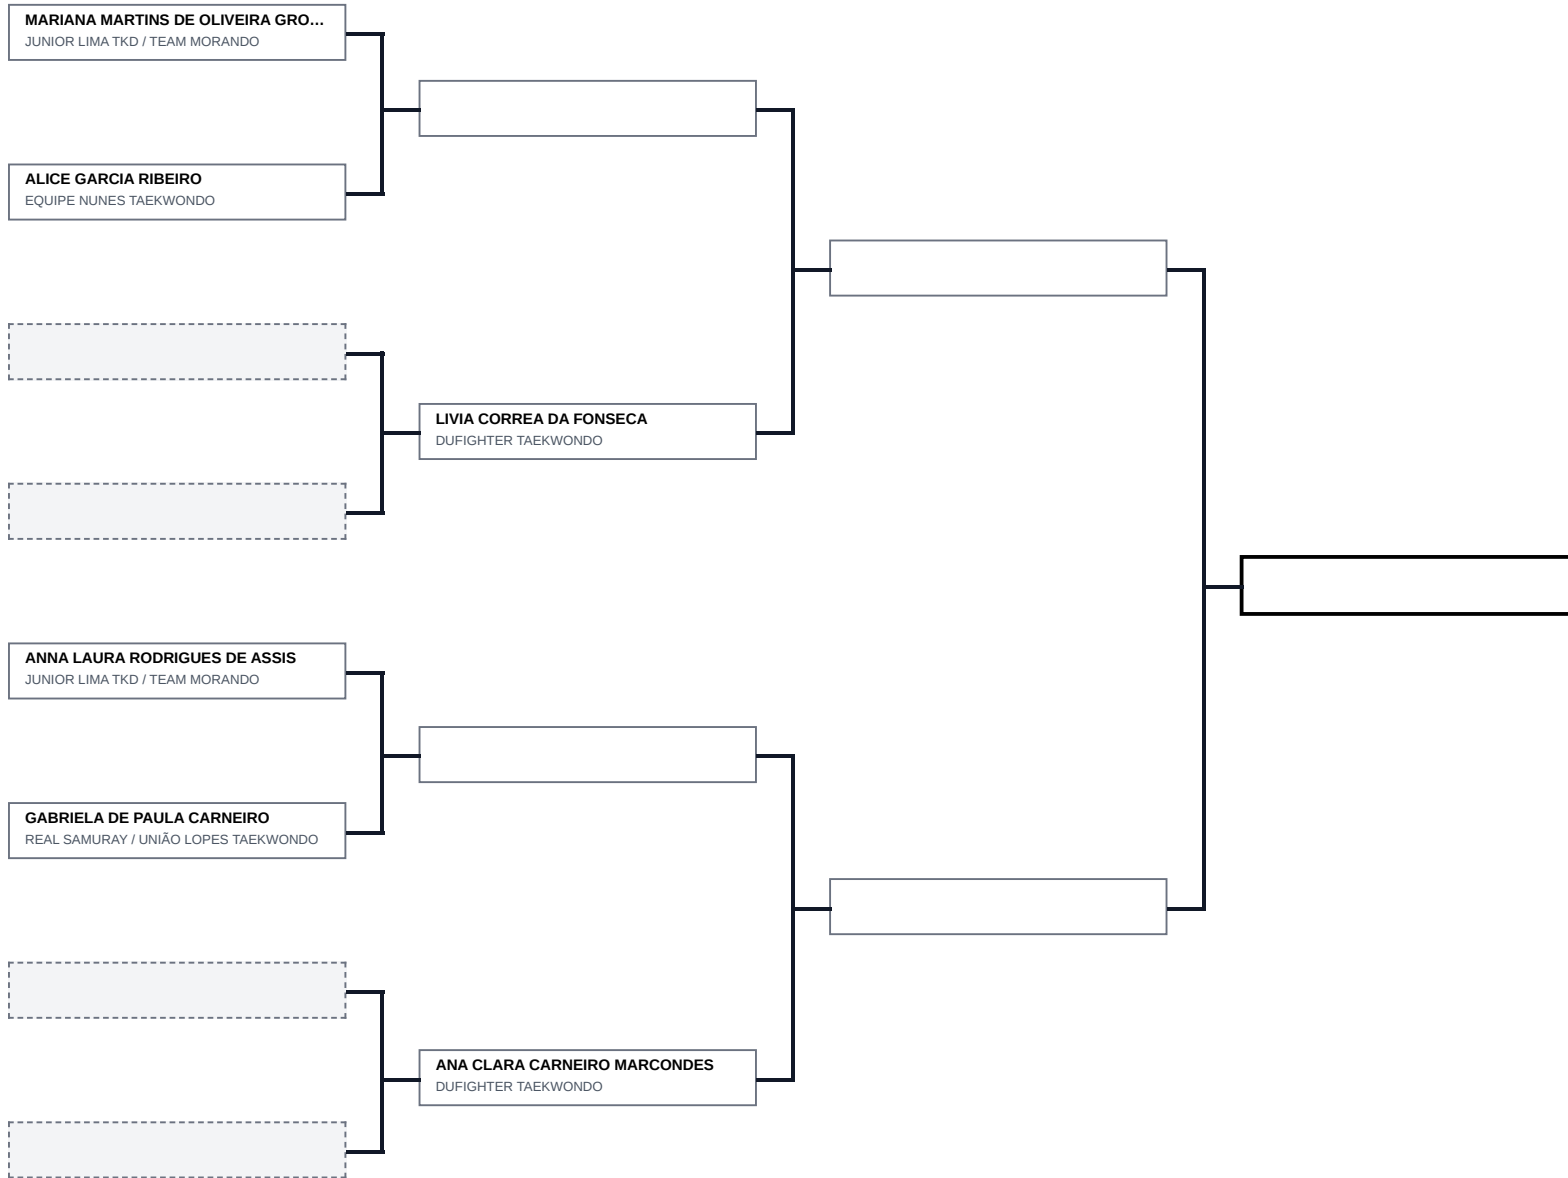 MARIANA MARTINS DE OLIVEIRA GRO...
JUNIOR LIMA TKD / TEAM MORANDO
ALICE GARCIA RIBEIRO
EQUIPE NUNES TAEKWONDO
LIVIA CORREA DA FONSECA
DUFIGHTER TAEKWONDO
ANNA LAURA RODRIGUES DE ASSIS
JUNIOR LIMA TKD / TEAM MORANDO
GABRIELA DE PAULA CARNEIRO
REAL SAMURAY / UNIÃO LOPES TAEKWONDO
ANA CLARA CARNEIRO MARCONDES
DUFIGHTER TAEKWONDO